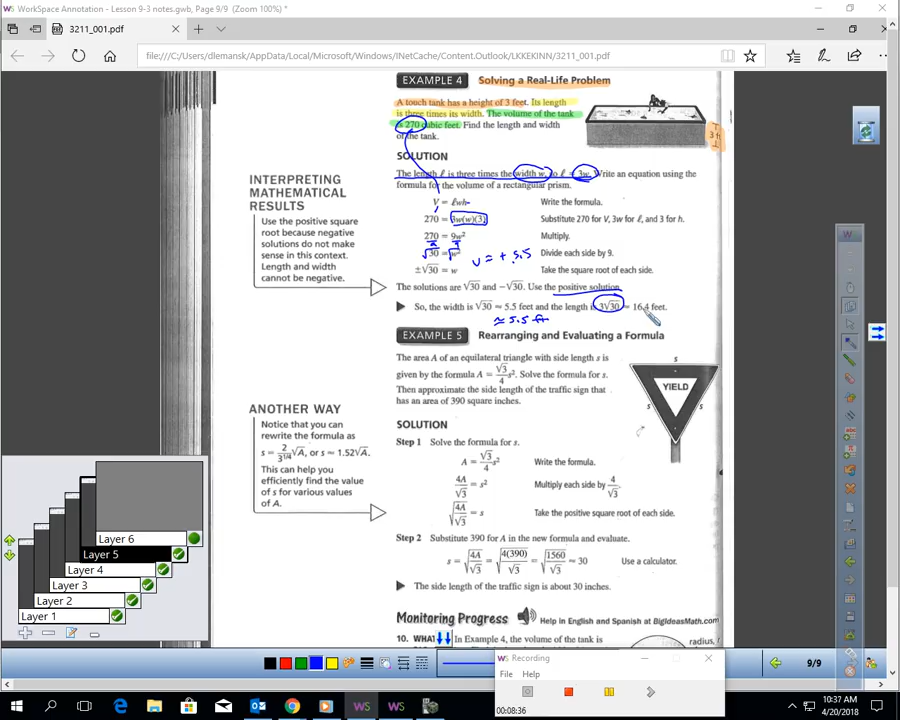 WorkSpace Annotation - Lesson 9-3 notes.gwb, Page 9/9 (Zoom 100%) *
3211_001.pdf
file:///C:/Users/dlemansk/AppData/Local/Microsoft/Windows/INetCache/Content.Outlook/LKKEKINN/3211_001.pdf
EXAMPLE 4 Solving a Real-Life Problem
A touch tank has a height of 3 feet. Its length
is three times its width. The volume of the tank
is 270 cubic feet. Find the length and width
of the tank.
3 ft
SOLUTION
The length ℓ is three times the width w, so ℓ = 3w. Write an equation using the
formula for the volume of a rectangular prism.
V = ℓwh Write the formula.
270 = 3w(w)(3) Substitute 270 for V, 3w for ℓ, and 3 for h.
270 = 9w² Multiply.
9 9
√30 = √w² Divide each side by 9.
±√30 = w Take the square root of each side.
5.5
The solutions are √30 and −√30. Use the positive solution.
So, the width is √30 ≈ 5.5 feet and the length is 3√30 ≈ 16.4 feet.
≈ 5.5 ft
INTERPRETING
MATHEMATICAL
RESULTS
Use the positive square
root because negative
solutions do not make
sense in this context.
Length and width
cannot be negative.
EXAMPLE 5 Rearranging and Evaluating a Formula
The area A of an equilateral triangle with side length s is
given by the formula A = √3/4 s². Solve the formula for s.
Then approximate the side length of the traffic sign that
has an area of 390 square inches.
s
YIELD
s s
ANOTHER WAY
Notice that you can
rewrite the formula as
s = 2/3^1/4 √A, or s ≈ 1.52√A.
This can help you
efficiently find the value
of s for various values
of A.
SOLUTION
Step 1 Solve the formula for s.
A = √3/4 s² Write the formula.
4A/√3 = s² Multiply each side by 4/√3.
√(4A/√3) = s Take the positive square root of each side.
Step 2 Substitute 390 for A in the new formula and evaluate.
s = √(4A/√3) = √(4(390)/√3) = √(1560/√3) ≈ 30 Use a calculator.
The side length of the traffic sign is about 30 inches.
Monitoring Progress Help in English and Spanish at BigIdeasMath.com
10. WHAT In Example 4, the volume of the tank is
radius,
Layer 6
Layer 5
Layer 4
Layer 3
Layer 2
Layer 1
9/9
Recording
File Help
00:08:36
10:37 AM
4/20/2018